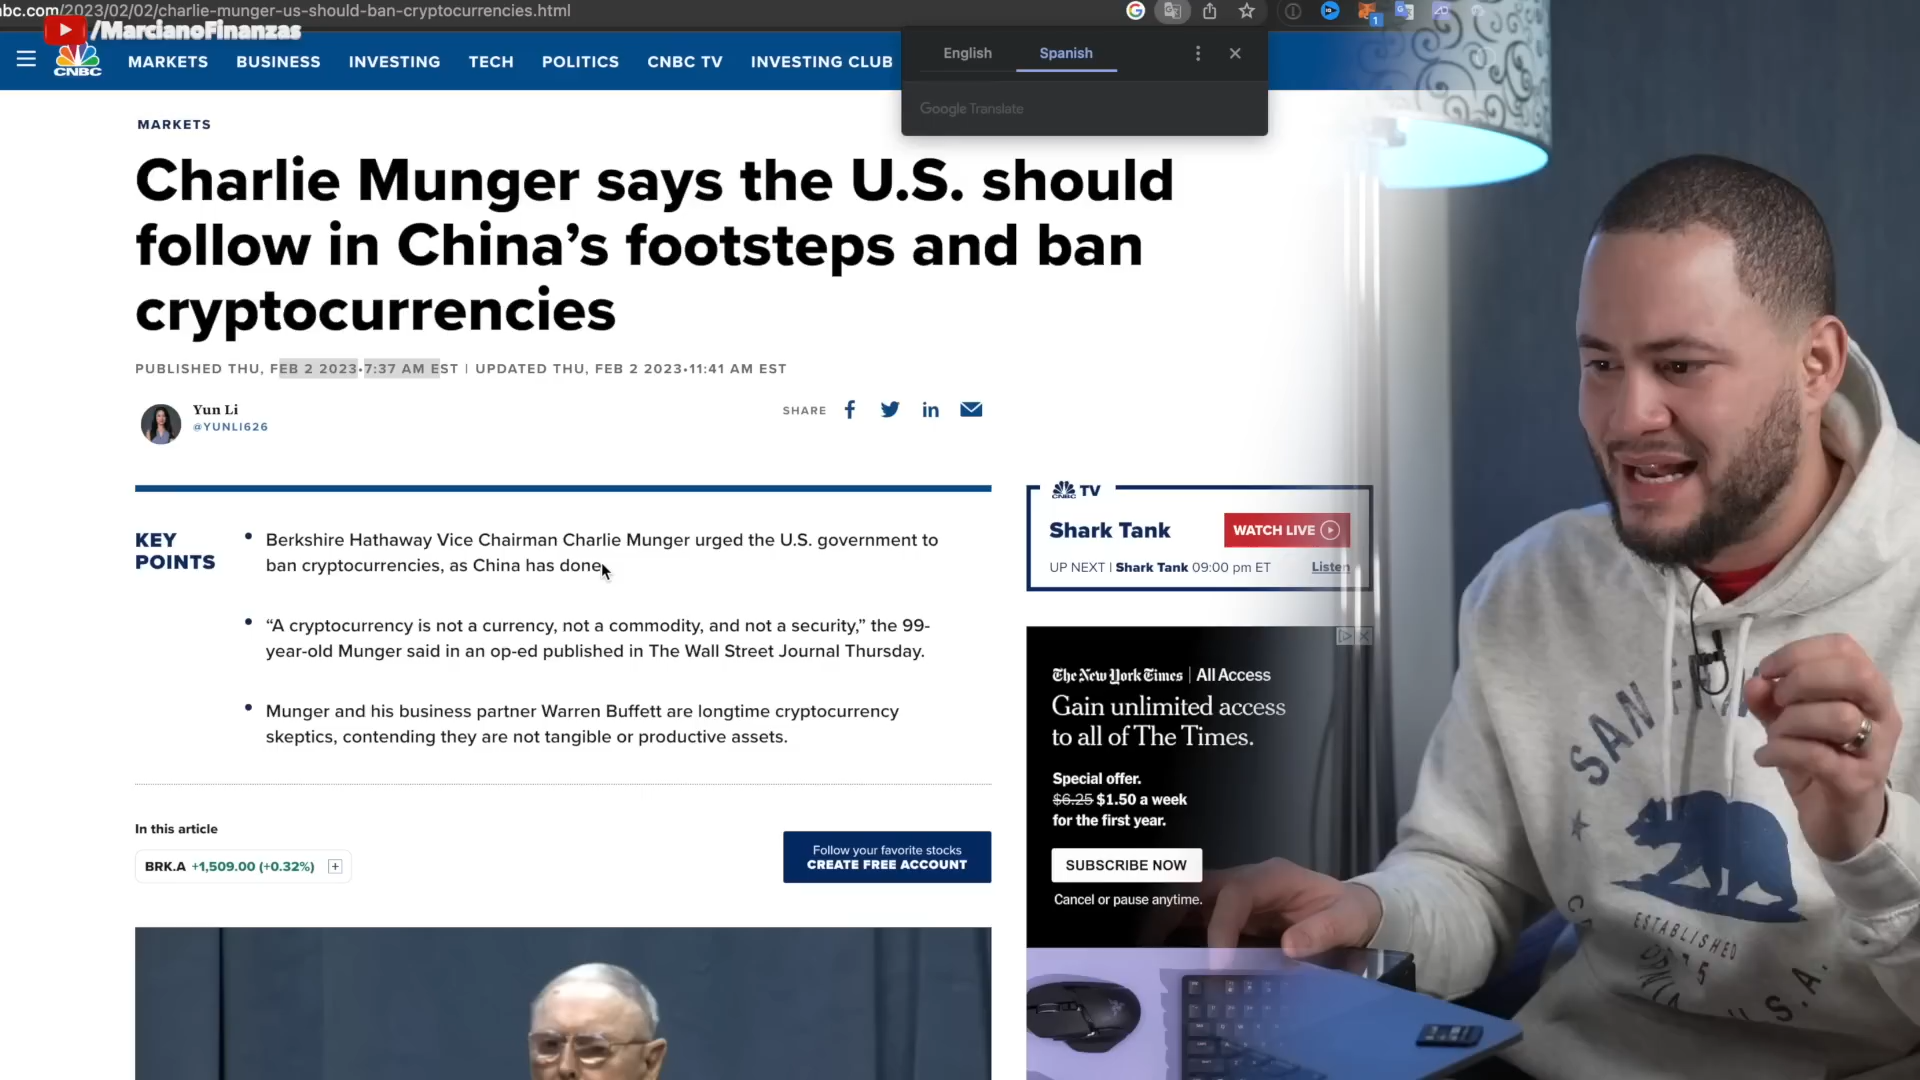 bc.com/2023/02/02/charlie-munger-us-should-ban-cryptocurrencies.html
/MarcianoFinanzas
CNBC
MARKETS BUSINESS INVESTING TECH POLITICS CNBC TV INVESTING CLUB
English Spanish
Google Translate
1
MARKETS
Charlie Munger says the U.S. should
follow in China’s footsteps and ban
cryptocurrencies
PUBLISHED THU, FEB 2 2023•7:37 AM EST | UPDATED THU, FEB 2 2023•11:41 AM EST
Yun Li
@YUNLI626
SHARE
KEY
POINTS
Berkshire Hathaway Vice Chairman Charlie Munger urged the U.S. government to
ban cryptocurrencies, as China has done.
“A cryptocurrency is not a currency, not a commodity, and not a security,” the 99-
year-old Munger said in an op-ed published in The Wall Street Journal Thursday.
Munger and his business partner Warren Buffett are longtime cryptocurrency
skeptics, contending they are not tangible or productive assets.
In this article
BRK.A +1,509.00 (+0.32%)
Follow your favorite stocks
CREATE FREE ACCOUNT
CNBC TV
Shark Tank
WATCH LIVE
UP NEXT | Shark Tank 09:00 pm ET
Listen
The New York Times | All Access
Gain unlimited access
to all of The Times.
Special offer.
$6.25 $1.50 a week
for the first year.
SUBSCRIBE NOW
Cancel or pause anytime.
SAN
ESTABLISHED
U.S.A.